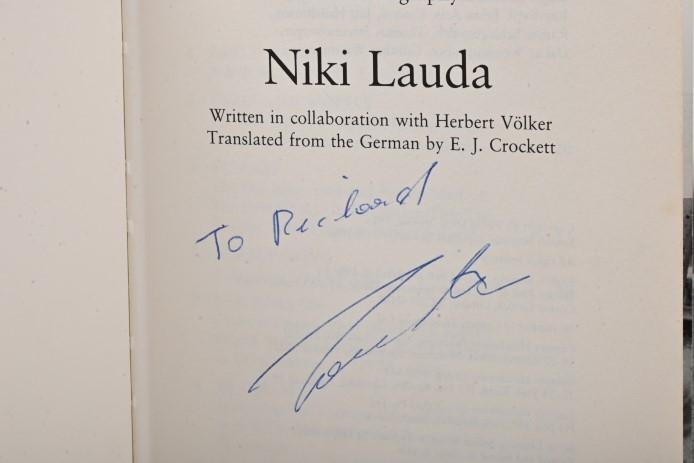 Niki Lauda
Written in collaboration with Herbert Völker
Translated from the German by E. J. Crockett
To Richard